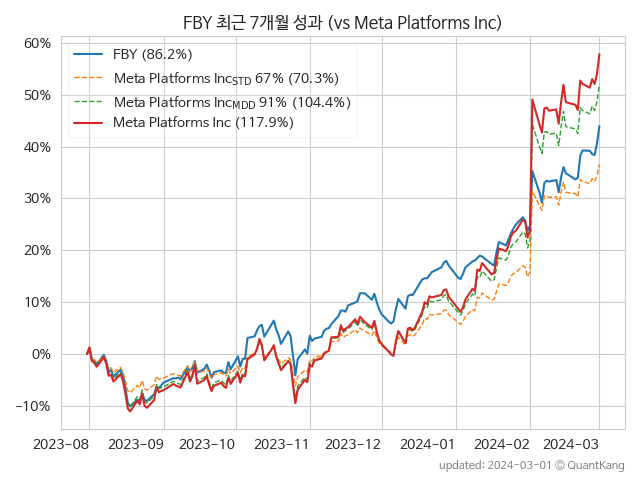 FBY 최근 7개월 성과 (vs Meta Platforms Inc)
60%
50%
40%
30%
20%
10%
0%
−10%
FBY (86.2%)
Meta Platforms IncSTD 67% (70.3%)
Meta Platforms IncMDD 91% (104.4%)
Meta Platforms Inc (117.9%)
2023-08 2023-09 2023-10 2023-11 2023-12 2024-01 2024-02 2024-03
updated: 2024-03-01 © QuantKang